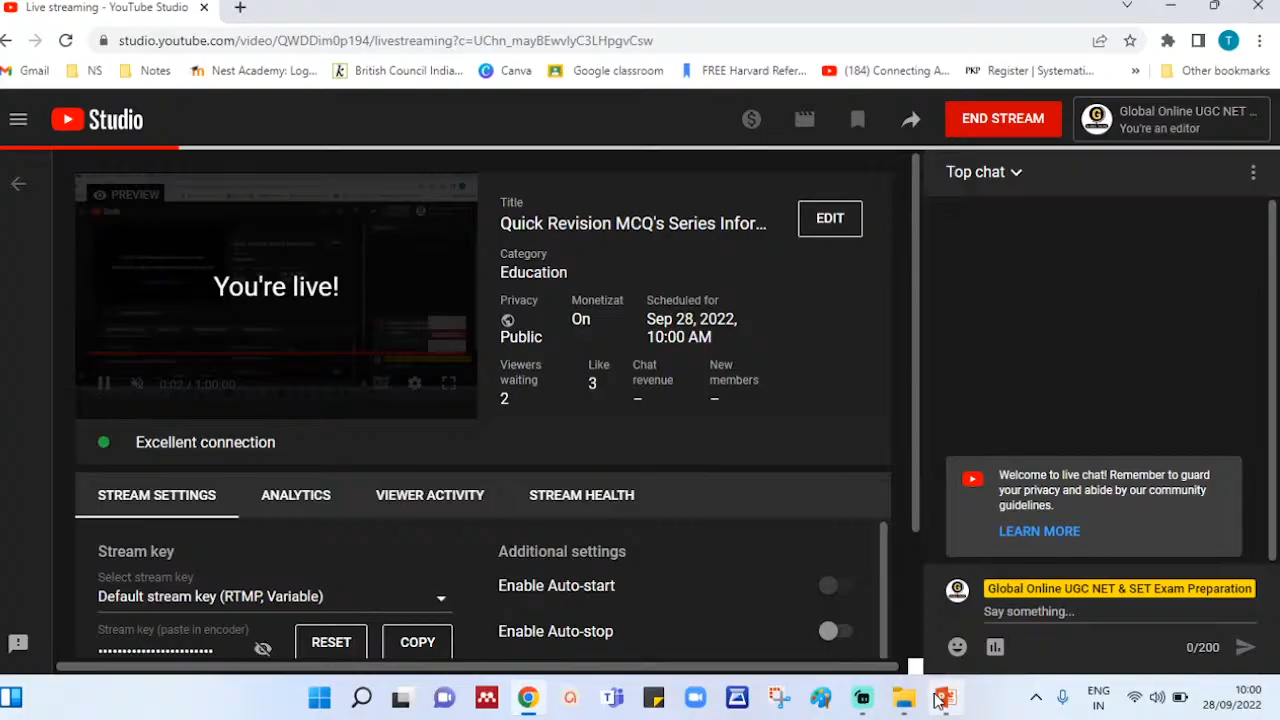 Live streaming - YouTube Studio
studio.youtube.com/video/QWDDim0p194/livestreaming?c=UChn_mayBEwvlyC3LHpgvCsw
T
Gmail
NS
Notes
Nest Academy: Log...
British Council India...
Canva
Google classroom
FREE Harvard Refer...
(184) Connecting A...
PKP Register | Systemati...
»
Other bookmarks
Studio
END STREAM
Global Online UGC NET ...
You're an editor
PREVIEW
You're live!
0:02 / 1:00:00
Title
Quick Revision MCQ's Series Infor...
EDIT
Category
Education
Privacy
Public
Monetizat
On
Scheduled for
Sep 28, 2022,
10:00 AM
Viewers
waiting
2
Like
3
Chat
revenue
–
New
members
–
Excellent connection
STREAM SETTINGS
ANALYTICS
VIEWER ACTIVITY
STREAM HEALTH
Stream key
Select stream key
Default stream key (RTMP, Variable)
Stream key (paste in encoder)
RESET
COPY
Additional settings
Enable Auto-start
Enable Auto-stop
Top chat
Welcome to live chat! Remember to guard
your privacy and abide by our community
guidelines.
LEARN MORE
Global Online UGC NET & SET Exam Preparation
Say something...
0/200
ENG
IN
10:00
28/09/2022